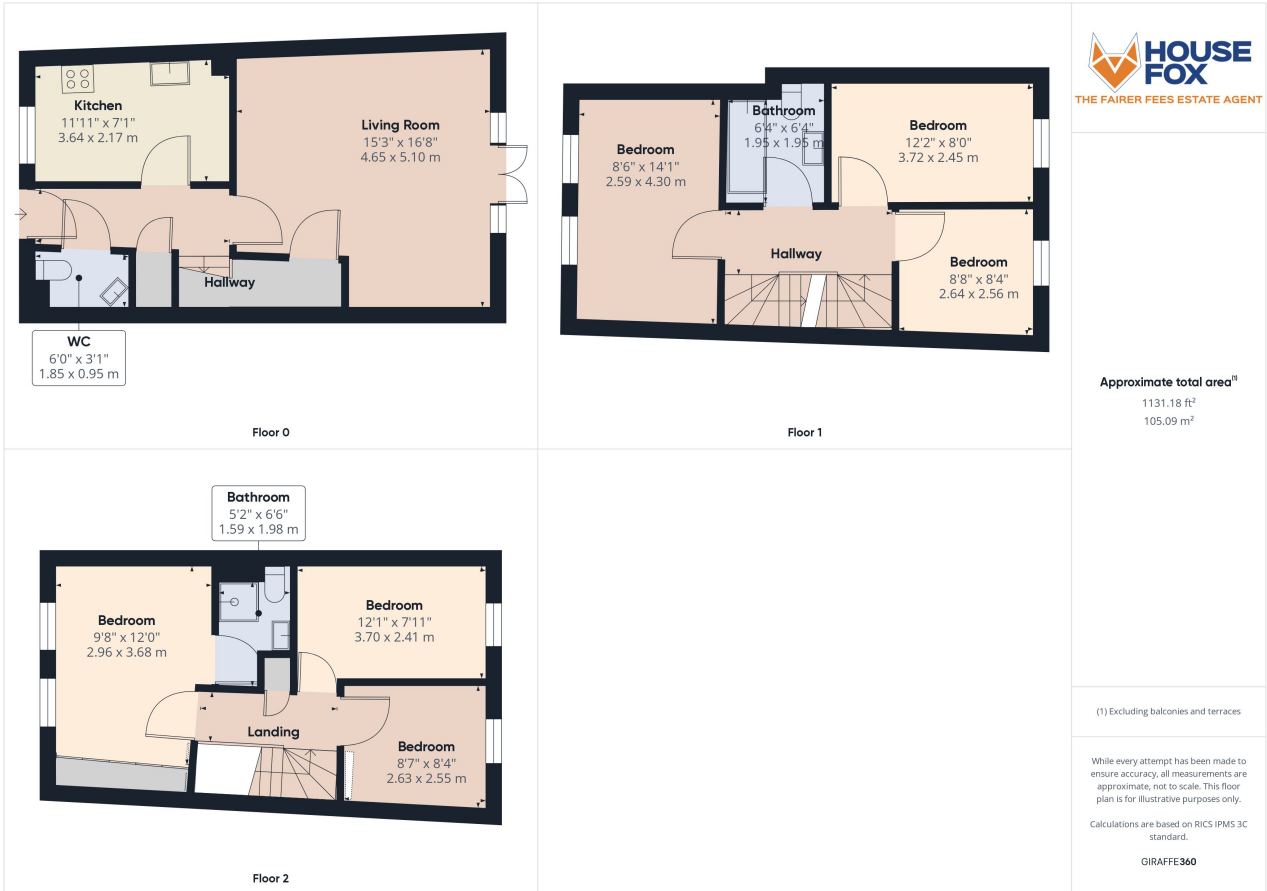 Kitchen
11'11" x 7'1"
3.64 x 2.17 m
Living Room
15'3" x 16'8"
4.65 x 5.10 m
Hallway
WC
6'0" x 3'1"
1.85 x 0.95 m
Floor 0
Bedroom
8'6" x 14'1"
2.59 x 4.30 m
Bathroom
6'4" x 6'4"
1.95 x 1.95 m
Bedroom
12'2" x 8'0"
3.72 x 2.45 m
Hallway
Bedroom
8'8" x 8'4"
2.64 x 2.56 m
Floor 1
Bathroom
5'2" x 6'6"
1.59 x 1.98 m
Bedroom
9'8" x 12'0"
2.96 x 3.68 m
Bedroom
12'1" x 7'11"
3.70 x 2.41 m
Landing
Bedroom
8'7" x 8'4"
2.63 x 2.55 m
Floor 2
HOUSE
FOX
THE FAIRER FEES ESTATE AGENT
Approximate total area(1)
1131.18 ft²
105.09 m²
(1) Excluding balconies and terraces
While every attempt has been made to
ensure accuracy, all measurements are
approximate, not to scale. This floor
plan is for illustrative purposes only.
Calculations are based on RICS IPMS 3C
standard.
GIRAFFE360